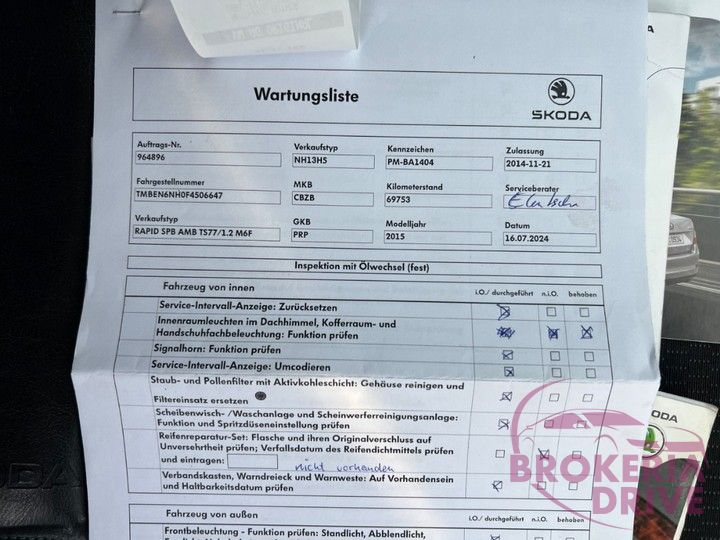 Wartungsliste
ŠKODA
Auftrags-Nr.
964896
Verkaufstyp
NH13H5
Kennzeichen
PM-BA1404
Zulassung
2014-11-21
Fahrgestellnummer
TMBEN6NH0F4506647
MKB
CBZB
Kilometerstand
69753
Serviceberater
Verkaufstyp
RAPID SPB AMB TS77/1.2 M6F
GKB
PRP
Modelljahr
2015
Datum
16.07.2024
Inspektion mit Ölwechsel (fest)
Fahrzeug von innen
i.O./ durchgeführt n.i.O. behoben
Service-Intervall-Anzeige: Zurücksetzen
Innenraumleuchten im Dachhimmel, Kofferraum- und
Handschuhfachbeleuchtung: Funktion prüfen
Signalhorn: Funktion prüfen
Service-Intervall-Anzeige: Umcodieren
Staub- und Pollenfilter mit Aktivkohleschicht: Gehäuse reinigen und
Filtereinsatz ersetzen
Scheibenwisch- /Waschanlage und Scheinwerferreinigungsanlage:
Funktion und Spritzdüseneinstellung prüfen
Reifenreparatur-Set: Flasche und ihren Originalverschluss auf
Unversehrtheit prüfen; Verfallsdatum des Reifendichtmittels prüfen
und eintragen:
nicht vorhanden
Verbandskasten, Warndreieck und Warnweste: Auf Vorhandensein
und Haltbarkeitsdatum prüfen
Fahrzeug von außen
i.O./ durchgeführt n.i.O. behoben
Frontbeleuchtung - Funktion prüfen: Standlicht, Abblendlicht,
ODA
BROKERIA
DRIVE